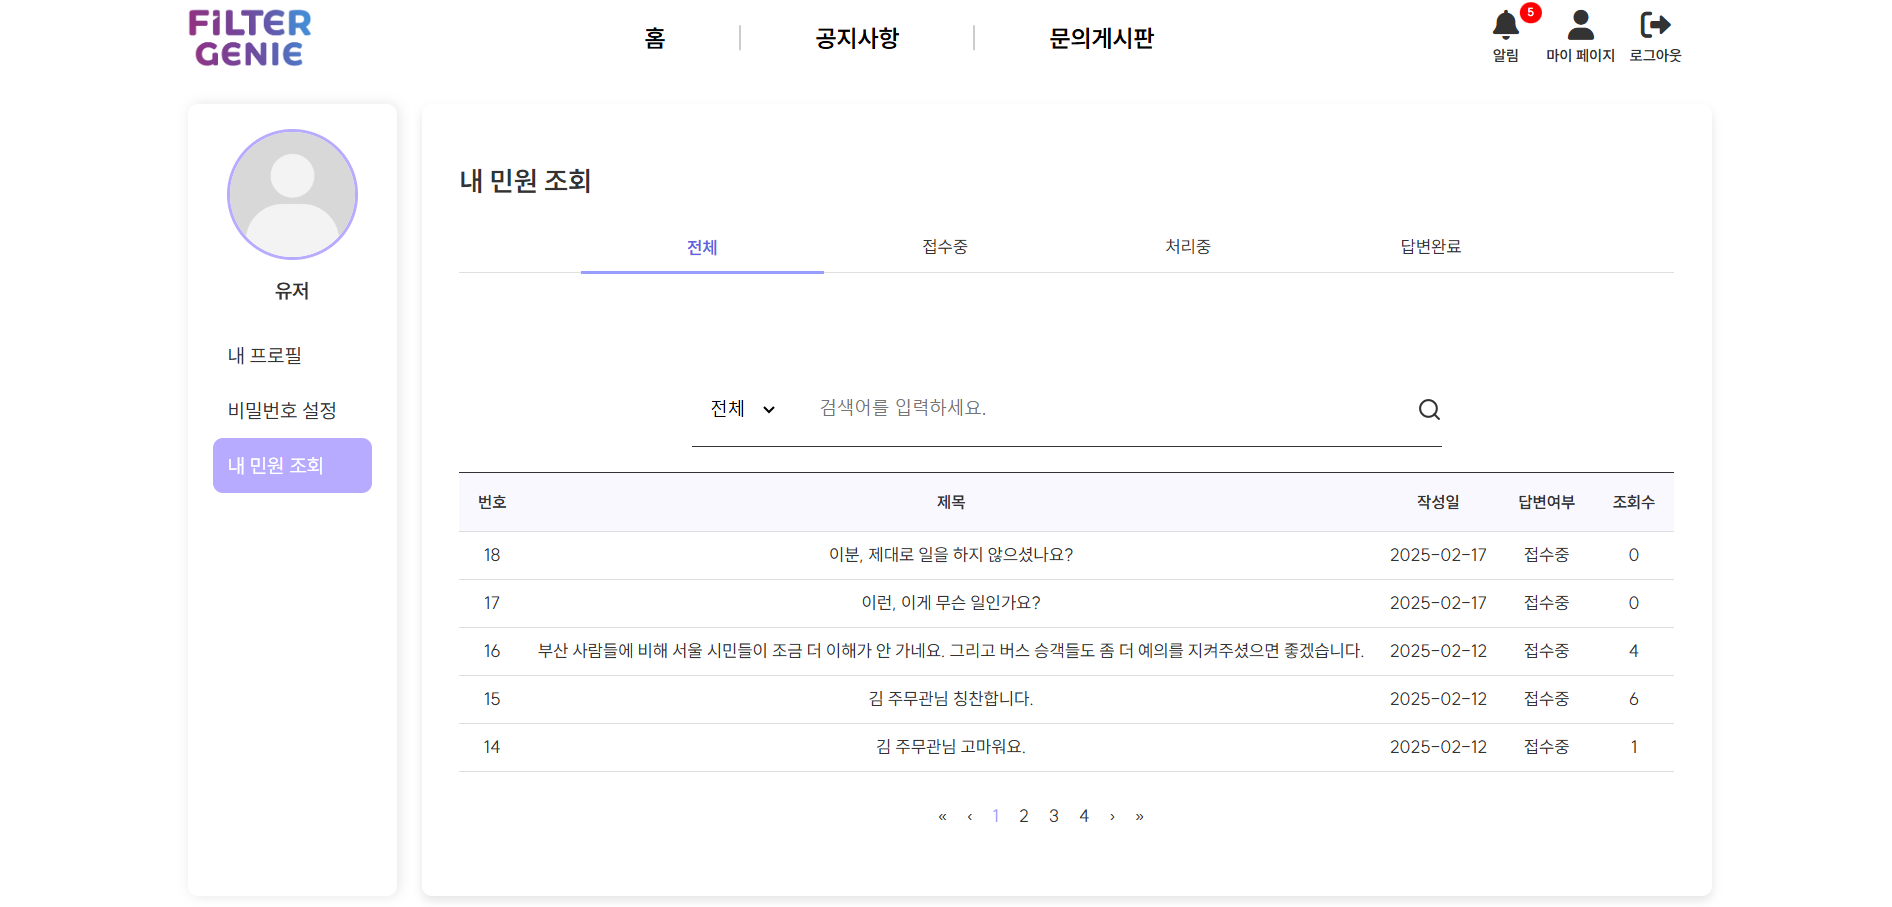 FiLTER
GENIE
홈
공지사항
문의게시판
5
알림
마이 페이지
로그아웃
유저
내 프로필
비밀번호 설정
내 민원 조회
내 민원 조회
전체 접수중 처리중 답변완료
전체 검색어를 입력하세요.
번호 제목 작성일 답변여부 조회수
18 이분, 제대로 일을 하지 않으셨나요? 2025-02-17 접수중 0
17 이런, 이게 무슨 일인가요? 2025-02-17 접수중 0
16 부산 사람들에 비해 서울 시민들이 조금 더 이해가 안 가네요. 그리고 버스 승객들도 좀 더 예의를 지켜주셨으면 좋겠습니다. 2025-02-12 접수중 4
15 김 주무관님 칭찬합니다. 2025-02-12 접수중 6
14 김 주무관님 고마워요. 2025-02-12 접수중 1
« ‹ 1 2 3 4 › »